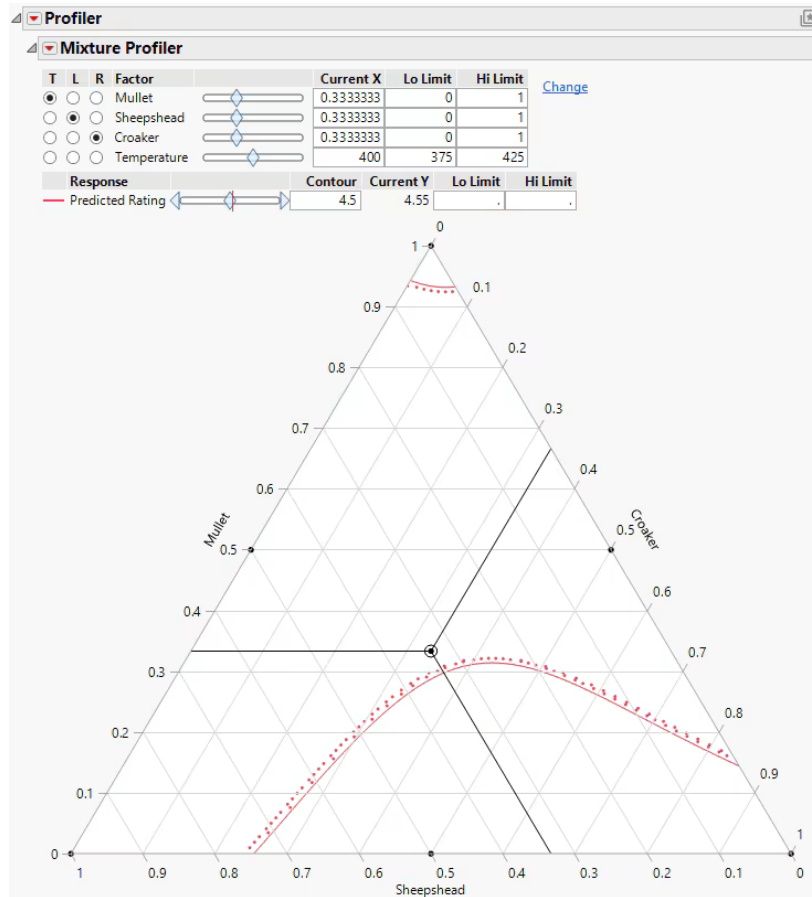 Profiler
Mixture Profiler
T L R Factor Current X Lo Limit Hi Limit
Mullet 0.3333333 0 1 Change
Sheepshead 0.3333333 0 1
Croaker 0.3333333 0 1
Temperature 400 375 425
Response Contour Current Y Lo Limit Hi Limit
Predicted Rating 4.5 4.55 . .
0
1
0.1
0.9
0.2
0.8
0.3
0.7
0.4
0.6
Mullet
Croaker
0.5
0.5
0.6
0.4
0.7
0.3
0.8
0.2
0.9
0.1
1
0
1 0.9 0.8 0.7 0.6 0.5 0.4 0.3 0.2 0.1 0
Sheepshead